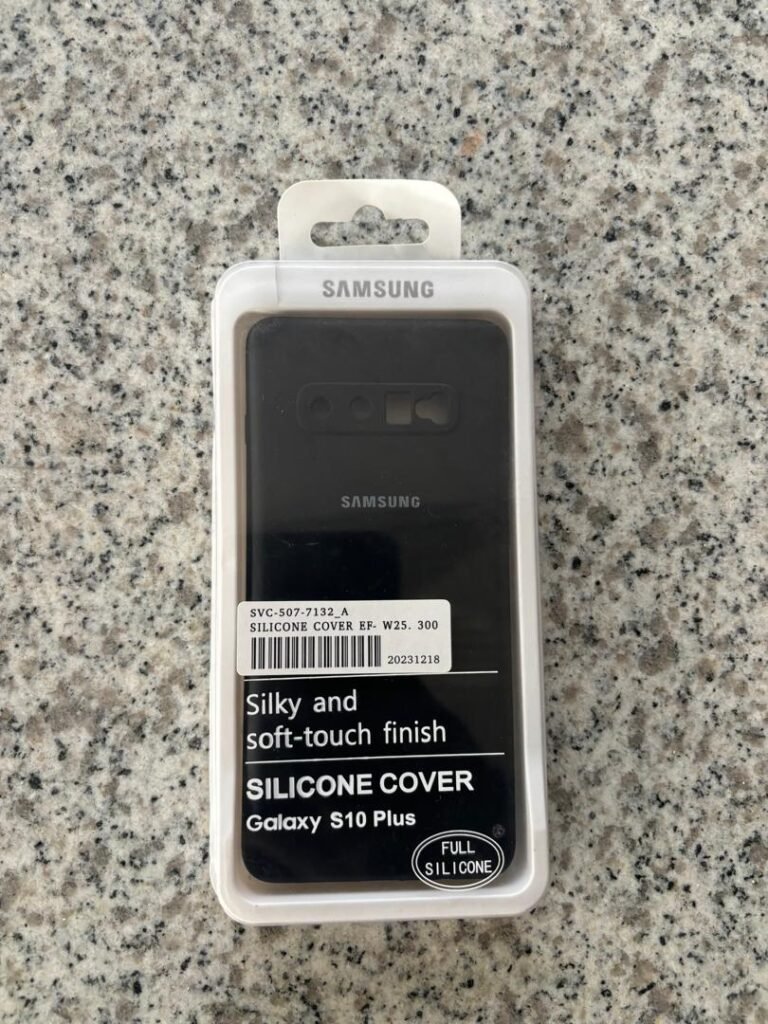 SAMSUNG
SAMSUNG
SVC-507-7132_A
SILICONE COVER EF- W25. 300
20231218
Silky and
soft-touch finish
SILICONE COVER
Galaxy S10 Plus
FULL
SILICONE